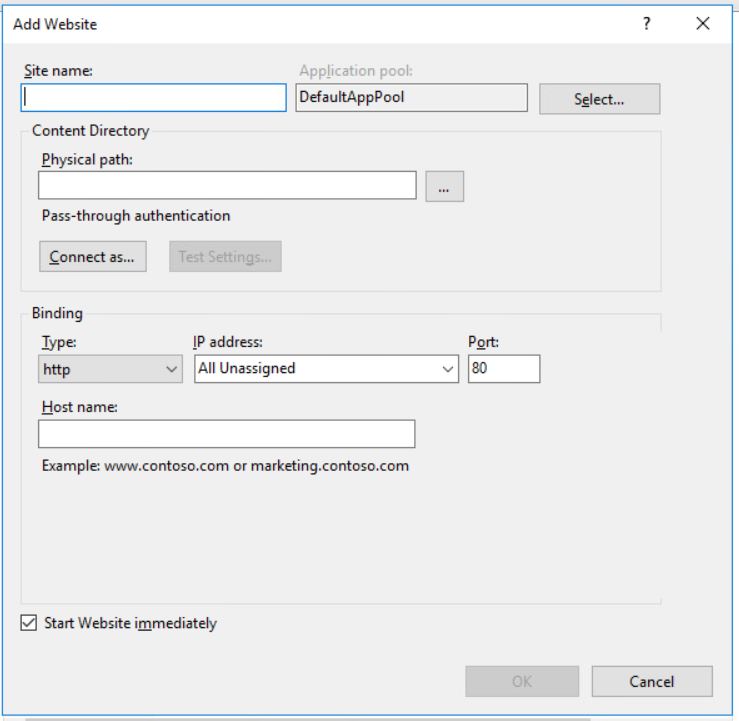 Add Website
?
Site name:
Application pool:
DefaultAppPool
Select...
Content Directory
Physical path:
...
Pass-through authentication
Connect as...
Test Settings...
Binding
Type:
IP address:
Port:
http
All Unassigned
80
Host name:
Example: www.contoso.com or marketing.contoso.com
Start Website immediately
OK
Cancel